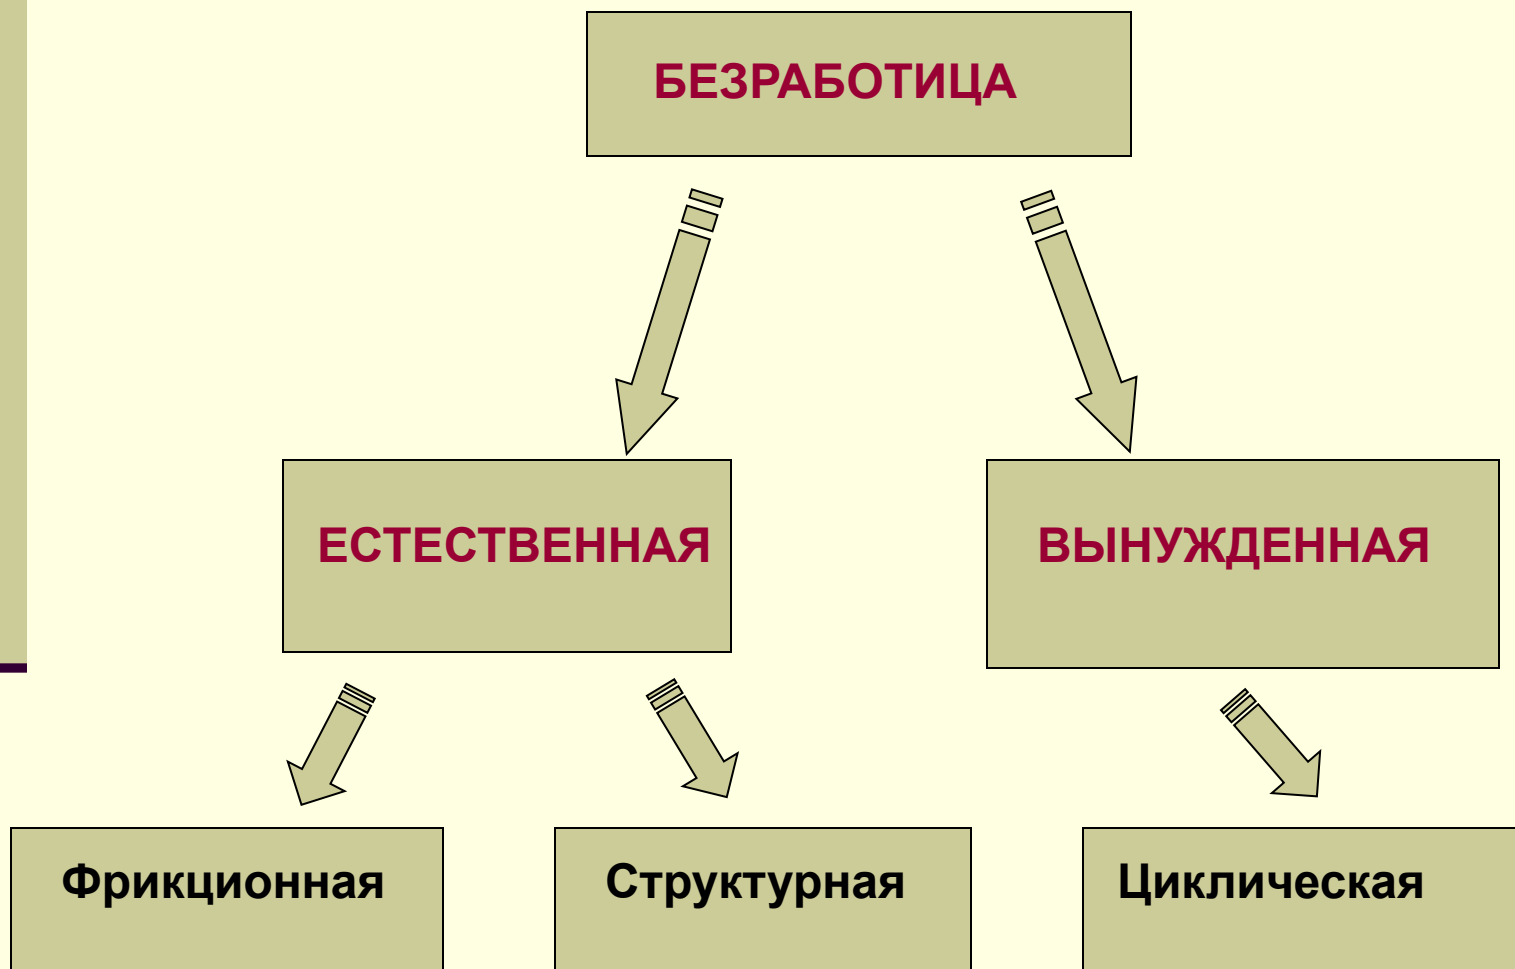 БЕЗРАБОТИЦА
ЕСТЕСТВЕННАЯ
ВЫНУЖДЕННАЯ
Фрикционная
Структурная
Циклическая